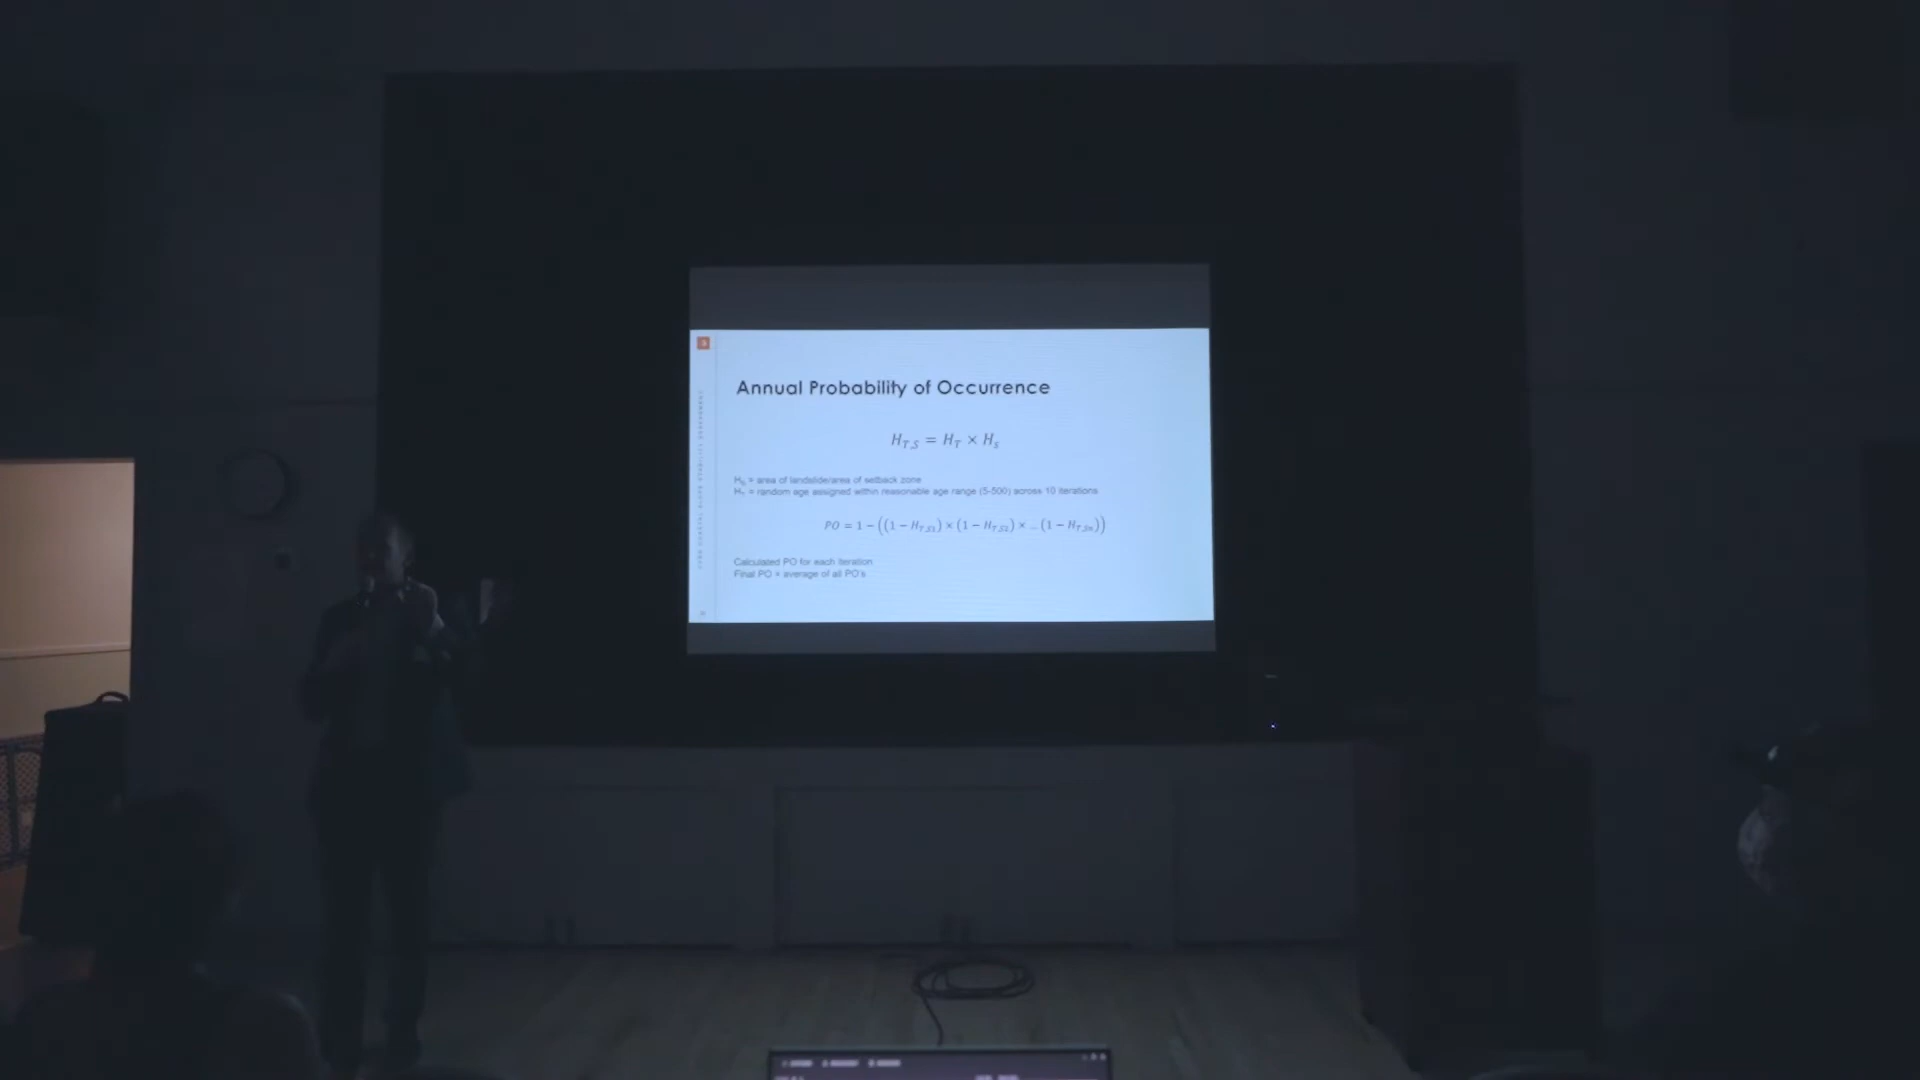 Annual Probability of Occurrence
H_{T,S} = H_T × H_s
H_S = area of landslide/area of setback zone
H_T = random age assigned within reasonable age range (5-500) across 10 iterations
PO = 1 − ((1 − H_{T,S1}) × (1 − H_{T,S2}) × … (1 − H_{T,Sn}))
Calculated PO for each iteration
Final PO = average of all PO's